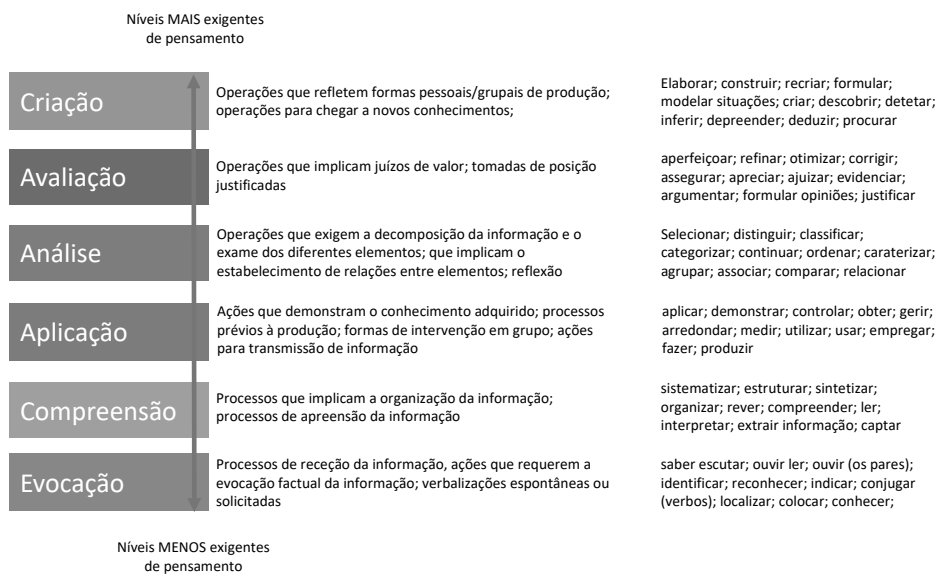 Níveis MAIS exigentes
de pensamento
Criação
Operações que refletem formas pessoais/grupais de produção;
operações para chegar a novos conhecimentos;
Elaborar; construir; recriar; formular;
modelar situações; criar; descobrir; detetar;
inferir; depreender; deduzir; procurar
Avaliação
Operações que implicam juízos de valor; tomadas de posição
justificadas
aperfeiçoar; refinar; otimizar; corrigir;
assegurar; apreciar; ajuizar; evidenciar;
argumentar; formular opiniões; justificar
Análise
Operações que exigem a decomposição da informação e o
exame dos diferentes elementos; que implicam o
estabelecimento de relações entre elementos; reflexão
Selecionar; distinguir; classificar;
categorizar; continuar; ordenar; caraterizar;
agrupar; associar; comparar; relacionar
Aplicação
Ações que demonstram o conhecimento adquirido; processos
prévios à produção; formas de intervenção em grupo; ações
para transmissão de informação
aplicar; demonstrar; controlar; obter; gerir;
arredondar; medir; utilizar; usar; empregar;
fazer; produzir
Compreensão
Processos que implicam a organização da informação;
processos de apreensão da informação
sistematizar; estruturar; sintetizar;
organizar; rever; compreender; ler;
interpretar; extrair informação; captar
Evocação
Processos de receção da informação, ações que requerem a
evocação factual da informação; verbalizações espontâneas ou
solicitadas
saber escutar; ouvir ler; ouvir (os pares);
identificar; reconhecer; indicar; conjugar
(verbos); localizar; colocar; conhecer;
Níveis MENOS exigentes
de pensamento